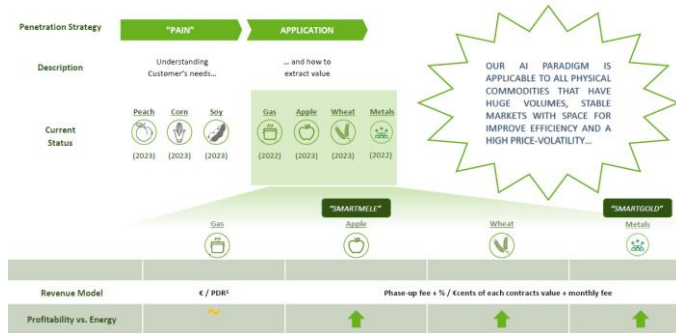 Penetration Strategy
"PAIN"
APPLICATION
Description
Understanding
Customer's needs...
... and how to
extract value
OUR AI PARADIGM IS
APPLICABLE TO ALL PHYSICAL
COMMODITIES THAT HAVE
HUGE VOLUMES, STABLE
MARKETS WITH SPACE FOR
IMPROVE EFFICIENCY AND A
HIGH PRICE-VOLATILITY...
Current
Status
Peach Corn Soy Gas Apple Wheat Metals
(2023) (2023) (2023) (2022) (2023) (2023) (2022)
"SMARTMELE" "SMARTGOLD"
Gas Apple Wheat Metals
Revenue Model € / PDR¹ Phase-up fee + % / €cents of each contracts value + monthly fee
Profitability vs. Energy ~